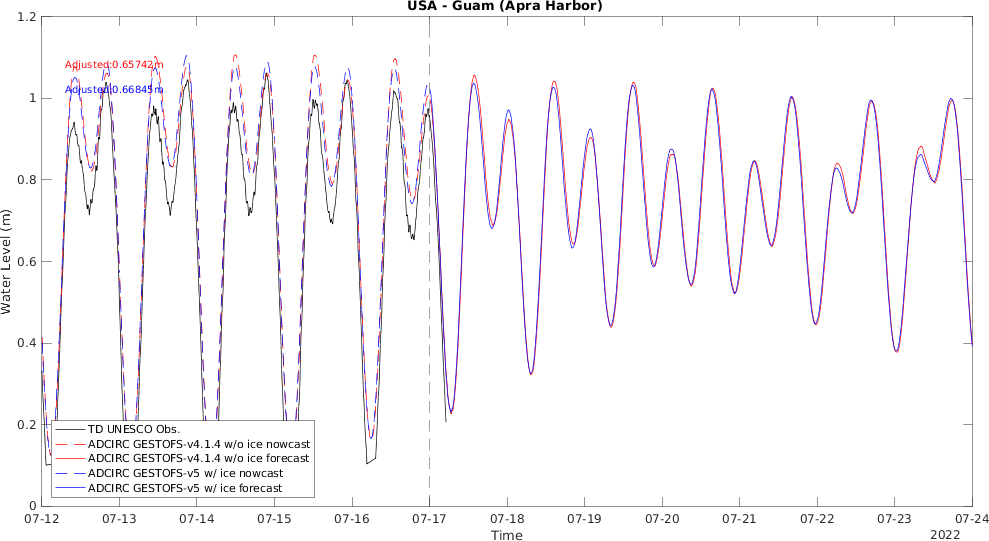 USA - Guam (Apra Harbor)
1.2
Adjusted:0.65742m
Adjusted:0.66845m
1
0.8
Water Level (m)
0.6
0.4
0.2
TD UNESCO Obs.
ADCIRC GESTOFS-v4.1.4 w/o ice nowcast
ADCIRC GESTOFS-v4.1.4 w/o ice forecast
ADCIRC GESTOFS-v5 w/ ice nowcast
ADCIRC GESTOFS-v5 w/ ice forecast
0
07-12 07-13 07-14 07-15 07-16 07-17 07-18 07-19 07-20 07-21 07-22 07-23 07-24
Time
2022